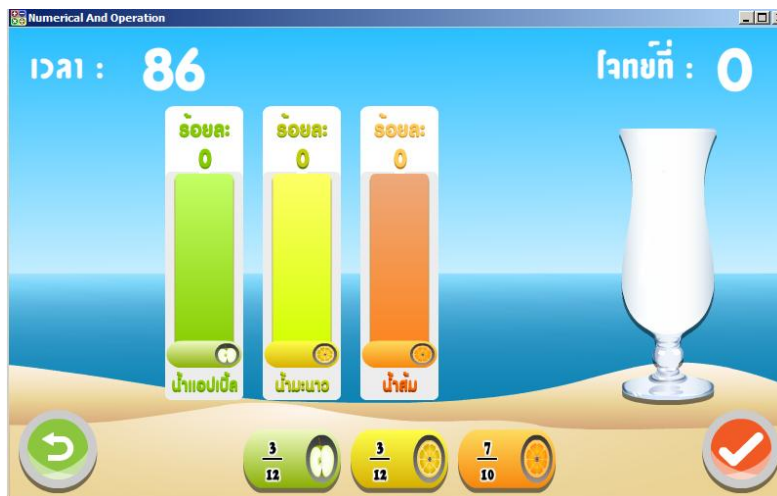 Numerical And Operation
เวลา : 86
โจทย์ที่ : 0
ร้อยละ ร้อยละ ร้อยละ
0 0 0
น้ำแอปเปิ้ล น้ำมะนาว น้ำส้ม
3/12 3/12 7/10